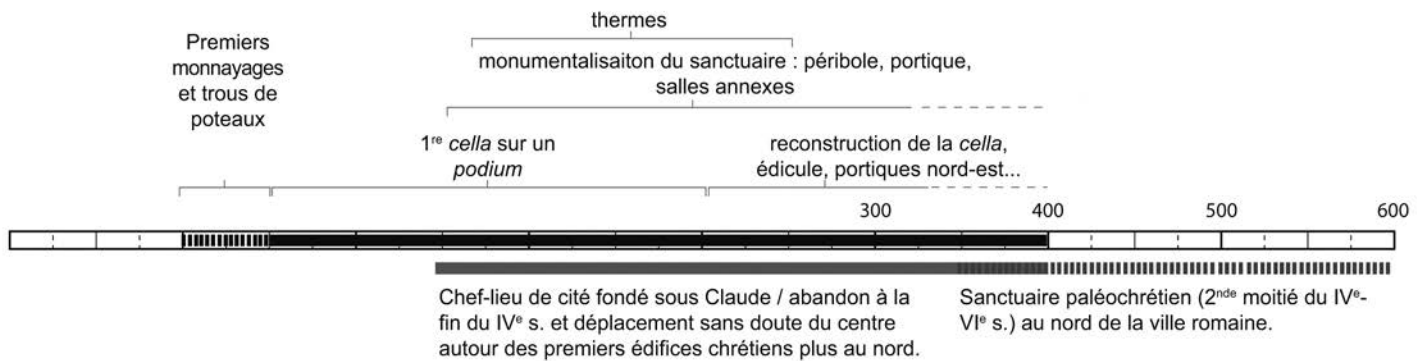 thermes
Premiers
monnayages
et trous de
poteaux
monumentalisaiton du sanctuaire : péribole, portique,
salles annexes
1re cella sur un
podium
reconstruction de la cella,
édicule, portiques nord-est...
300
400
500
600
Chef-lieu de cité fondé sous Claude / abandon à la
fin du IVe s. et déplacement sans doute du centre
autour des premiers édifices chrétiens plus au nord.
Sanctuaire paléochrétien (2nde moitié du IVe-
VIe s.) au nord de la ville romaine.